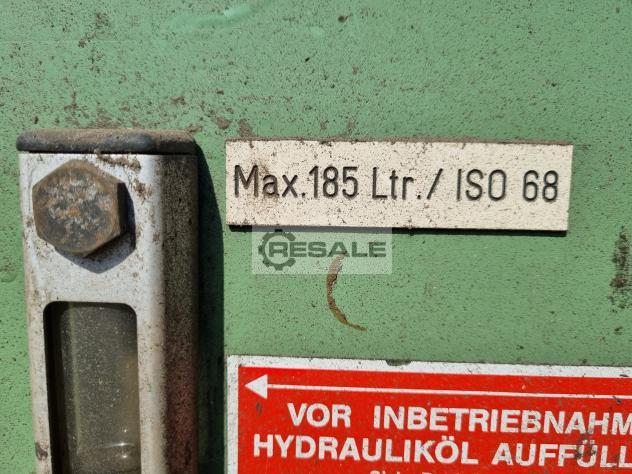 Max.185 Ltr./ ISO 68
RESALE
VOR INBETRIEBNAHM
HYDRAULIKÖL AUFFÜLL